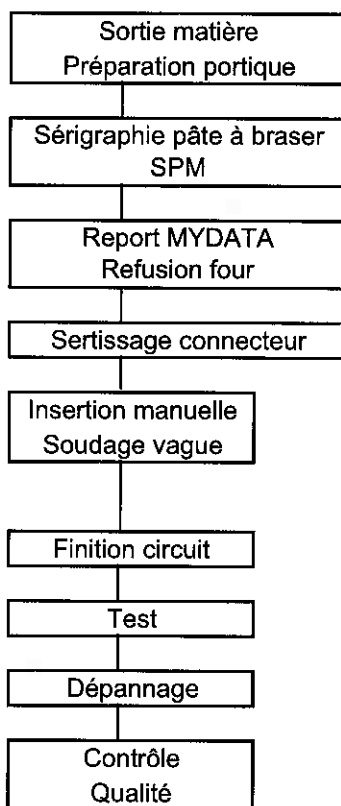 Sortie matière
Préparation portique
Sérigraphie pâte à braser
SPM
Report MYDATA
Refusion four
Sertissage connecteur
Insertion manuelle
Soudage vague
Finition circuit
Test
Dépannage
Contrôle
Qualité